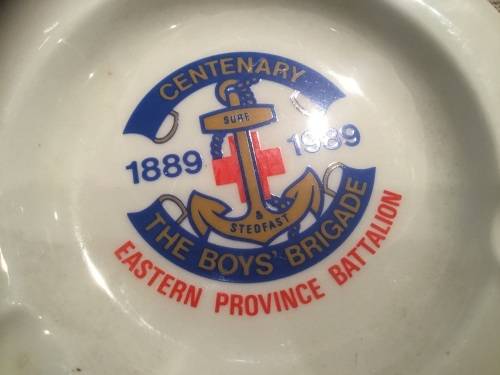 CENTENARY
SURE
1889 1989
& 
STEDFAST
THE BOYS' BRIGADE
EASTERN PROVINCE BATTALION